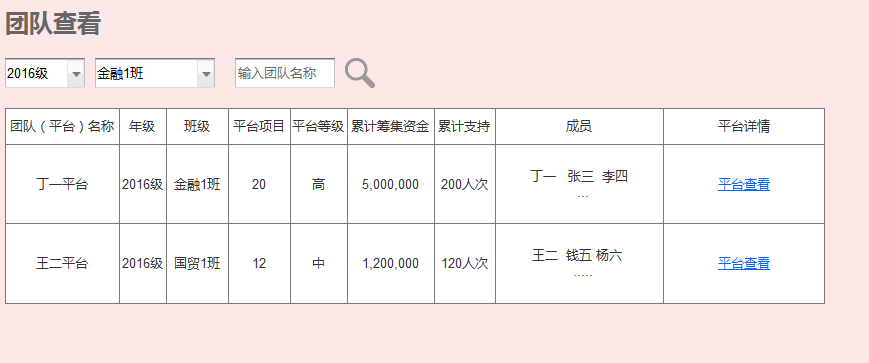 团队查看
2016级 金融1班 输入团队名称
团队（平台）名称 年级 班级 平台项目 平台等级 累计筹集资金 累计支持 成员 平台详情
丁一平台 2016级 金融1班 20 高 5,000,000 200人次 丁一 张三 李四 平台查看
...
王二平台 2016级 国贸1班 12 中 1,200,000 120人次 王二 钱五 杨六 平台查看
.....